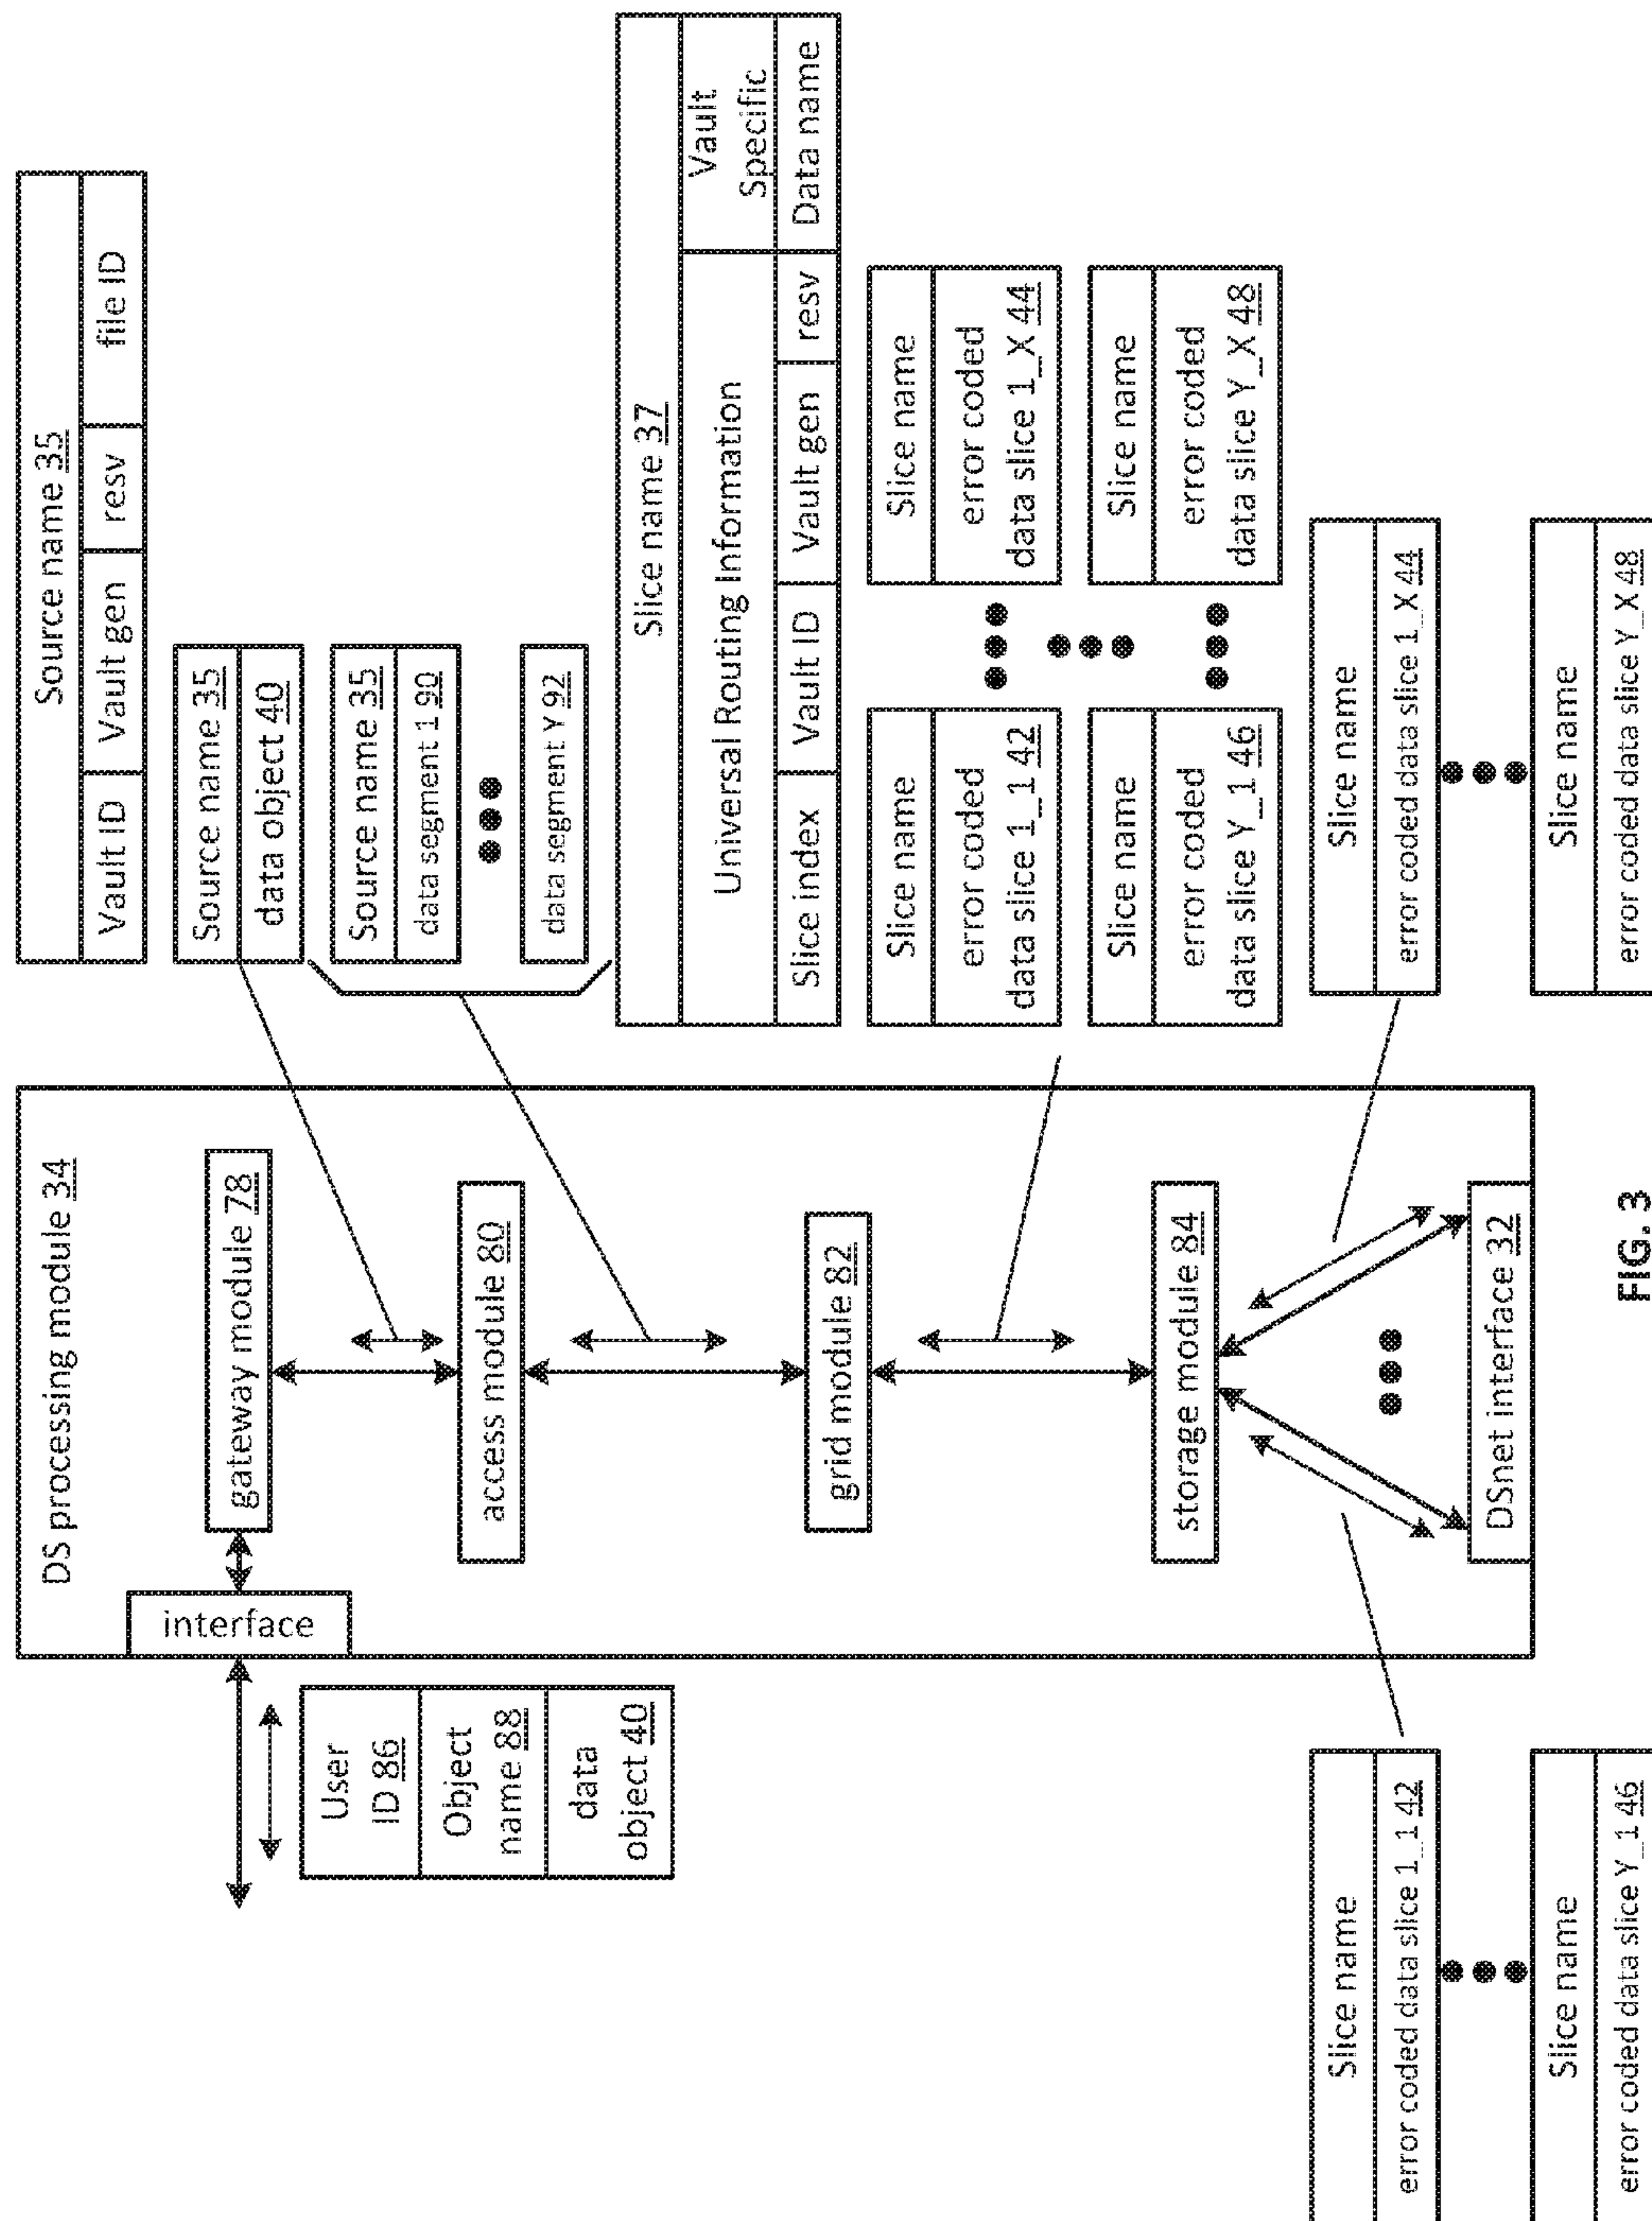 DS processing module 34
interface
gateway module 78
access module 80
grid module 82
storage module 84
DSnet interface 32
User
ID 86
Object
name 88
data
object 40
Source name 35
Vault ID
Vault gen
resv
file ID
Source name 35
data object 40
Source name 35
data segment 1 90
data segment Y 92
Slice name 37
Universal Routing Information
Vault
Specific
Slice index
Vault ID
Vault gen
resv
Data name
Slice name
error coded
data slice 1_1 42
Slice name
error coded
data slice 1_X 44
Slice name
error coded
data slice Y_1 46
Slice name
error coded
data slice Y_X 48
Slice name
error coded data slice 1_1 42
Slice name
error coded data slice Y_1 46
Slice name
error coded data slice 1_X 44
Slice name
error coded data slice Y_X 48
FIG. 3